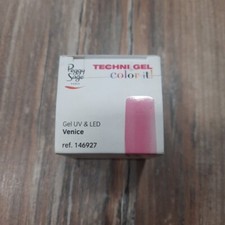 Peggy
Sage
TECHNI GEL
color it
Gel UV & LED
Venice
ref. 146927